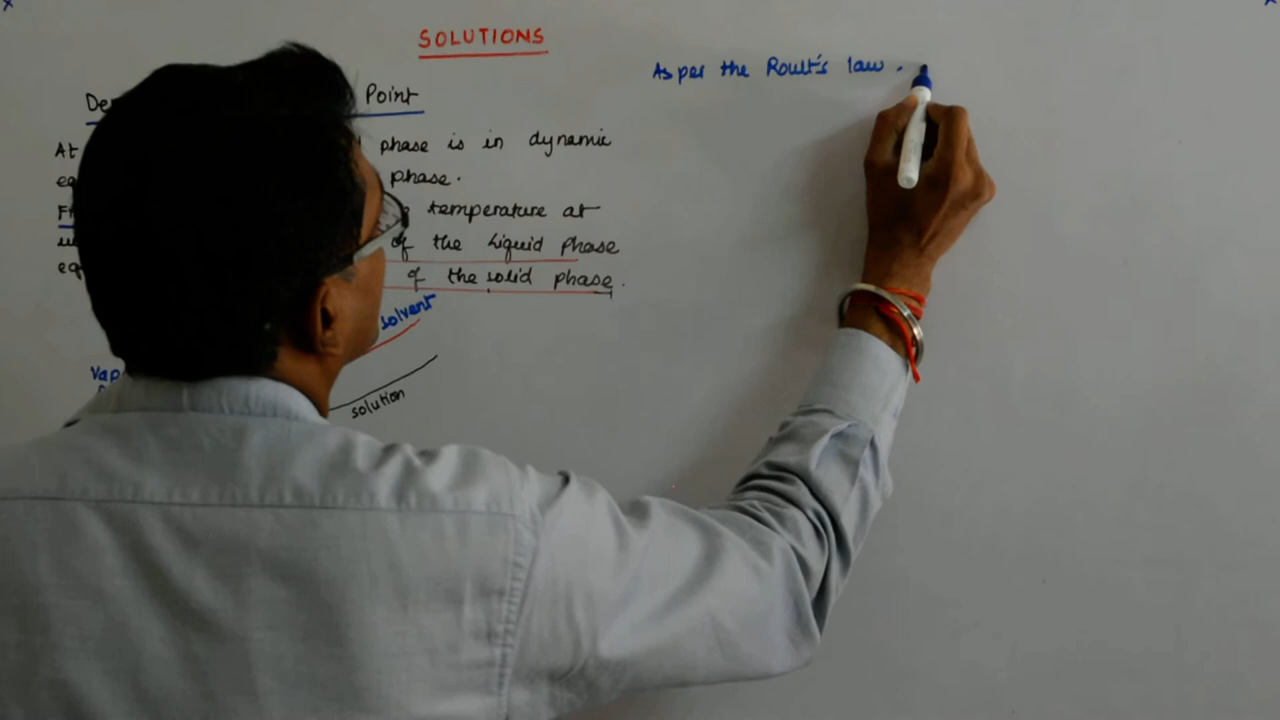 SOLUTIONS
De Point
At phase is in dynamic
eq phase.
F temperature at
of the Liquid Phase
eq of the solid phase.
solvent
Vap
solution
As per the Roult's law.